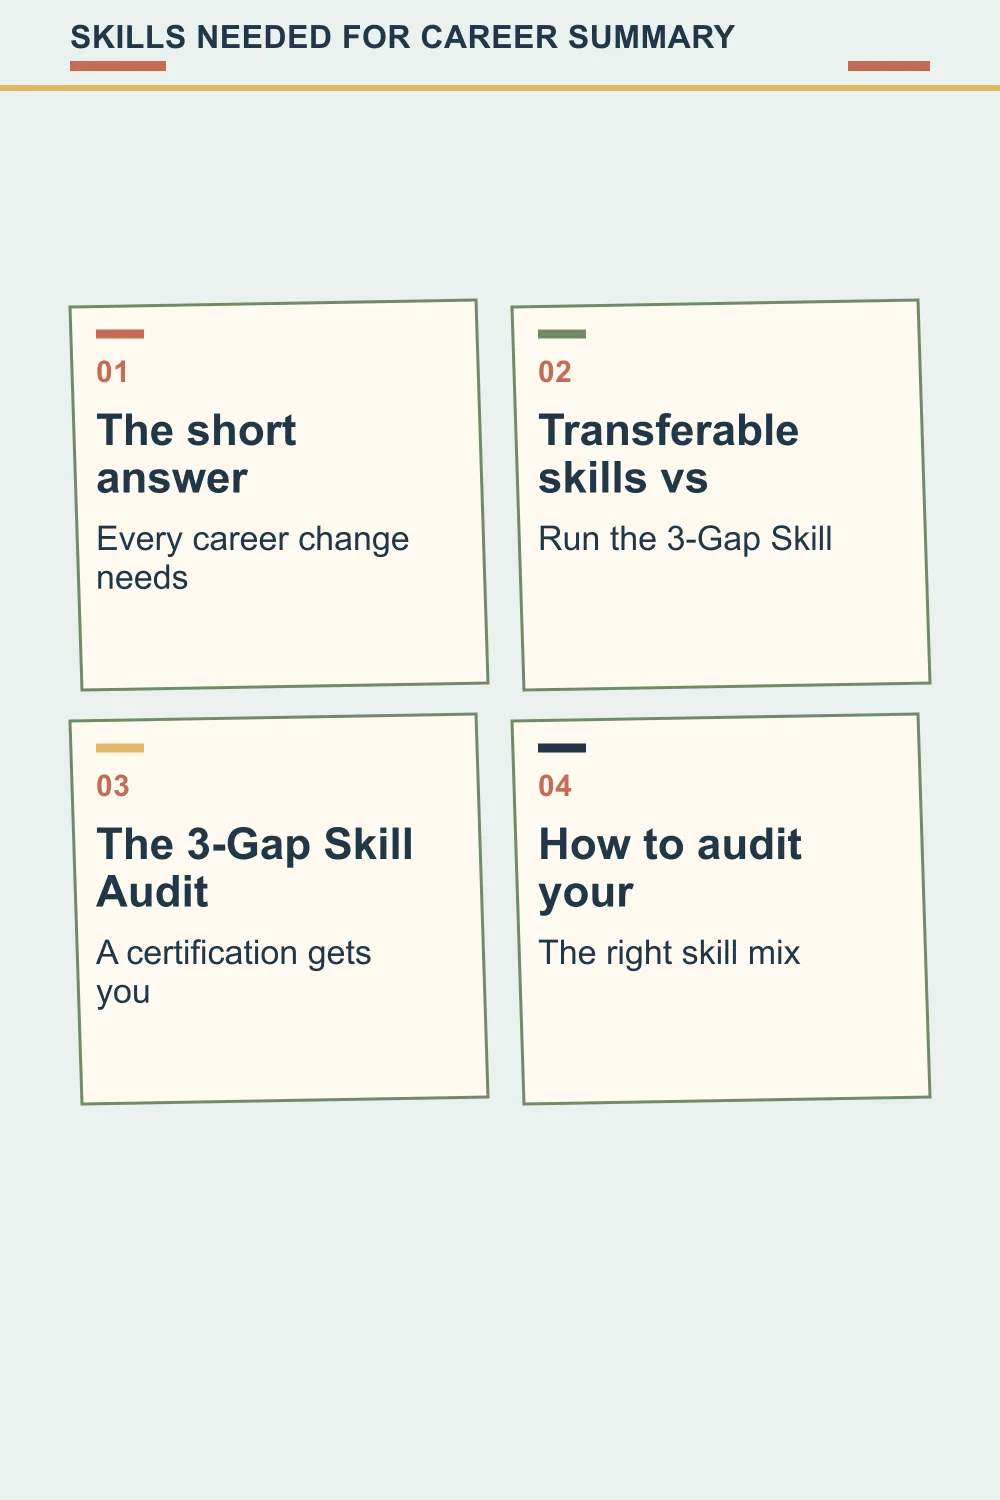 SKILLS NEEDED FOR CAREER SUMMARY
01
The short
answer
Every career change
needs
02
Transferable
skills vs
Run the 3-Gap Skill
03
The 3-Gap Skill
Audit
A certification gets
you
04
How to audit
your
The right skill mix